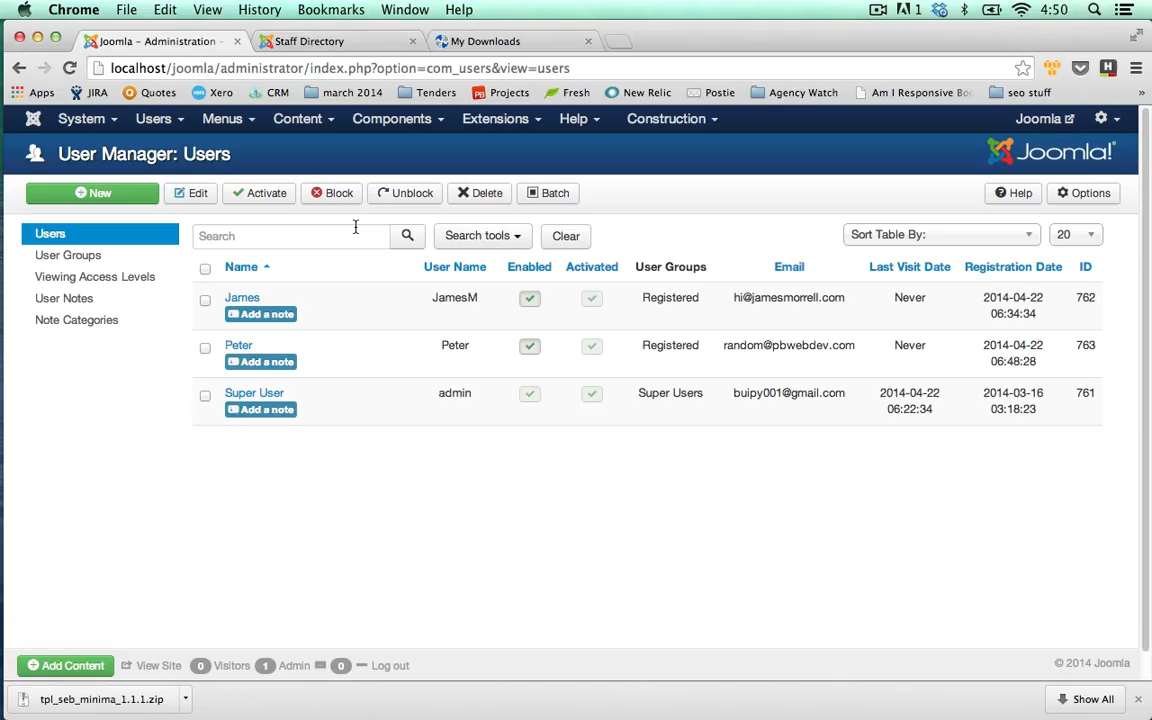 Chrome File Edit View History Bookmarks Window Help 1 4:50
Joomla - Administration - Staff Directory My Downloads
localhost/joomla/administrator/index.php?option=com_users&view=users
Apps JIRA Quotes Xero CRM march 2014 Tenders PB Projects Fresh New Relic Postie Agency Watch Am I Responsive Boo seo stuff »
System Users Menus Content Components Extensions Help Construction Joomla
User Manager: Users Joomla!
New Edit Activate Block Unblock Delete Batch Help Options
Users Search Search tools Clear Sort Table By: 20
User Groups
Viewing Access Levels
User Notes
Note Categories
Name User Name Enabled Activated User Groups Email Last Visit Date Registration Date ID
James JamesM Registered hi@jamesmorrell.com Never 2014-04-22 762
Add a note 06:34:34
Peter Peter Registered random@pbwebdev.com Never 2014-04-22 763
Add a note 06:48:28
Super User admin Super Users buipy001@gmail.com 2014-04-22 2014-03-16 761
Add a note 06:22:34 03:18:23
Add Content View Site 0 Visitors 1 Admin 0 Log out © 2014 Joomla
tpl_seb_minima_1.1.1.zip Show All